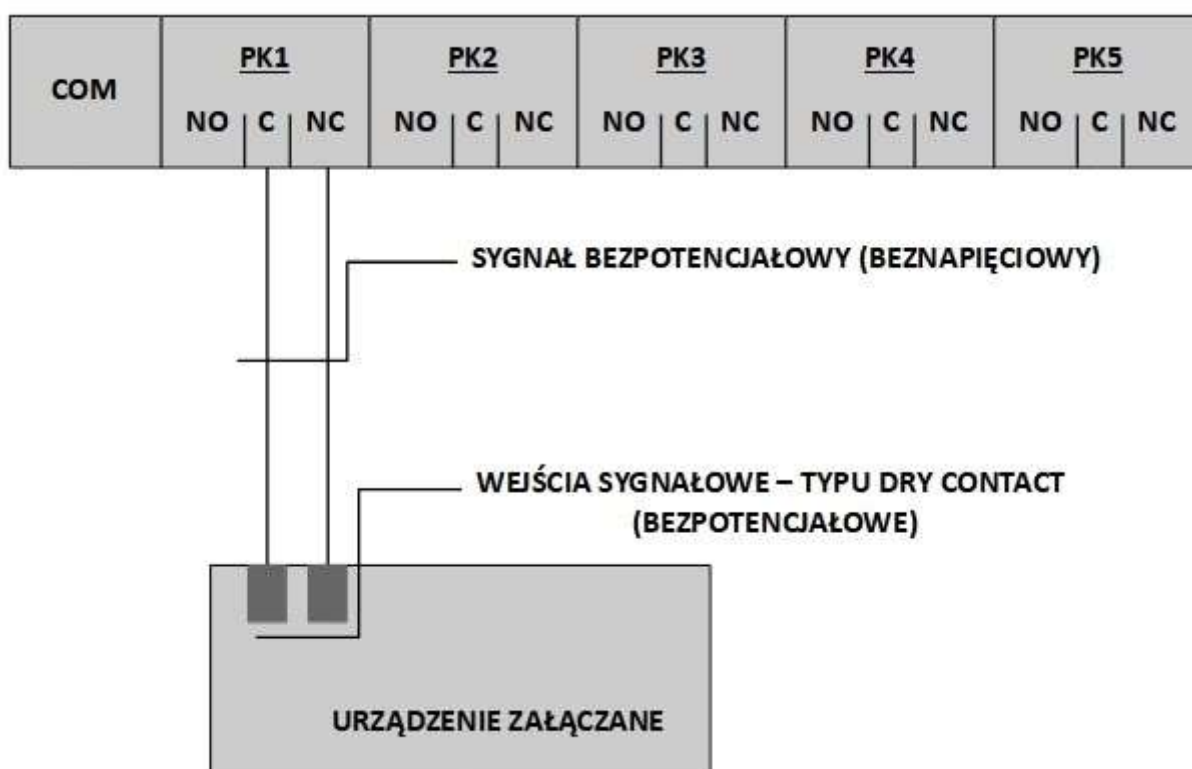 COM
PK1 PK2 PK3 PK4 PK5
NO C NC NO C NC NO C NC NO C NC NO C NC
SYGNAŁ BEZPOTENCJAŁOWY (BEZNAPIĘCIOWY)
WEJŚCIA SYGNAŁOWE – TYPU DRY CONTACT
(BEZPOTENCJAŁOWE)
URZĄDZENIE ZAŁĄCZANE